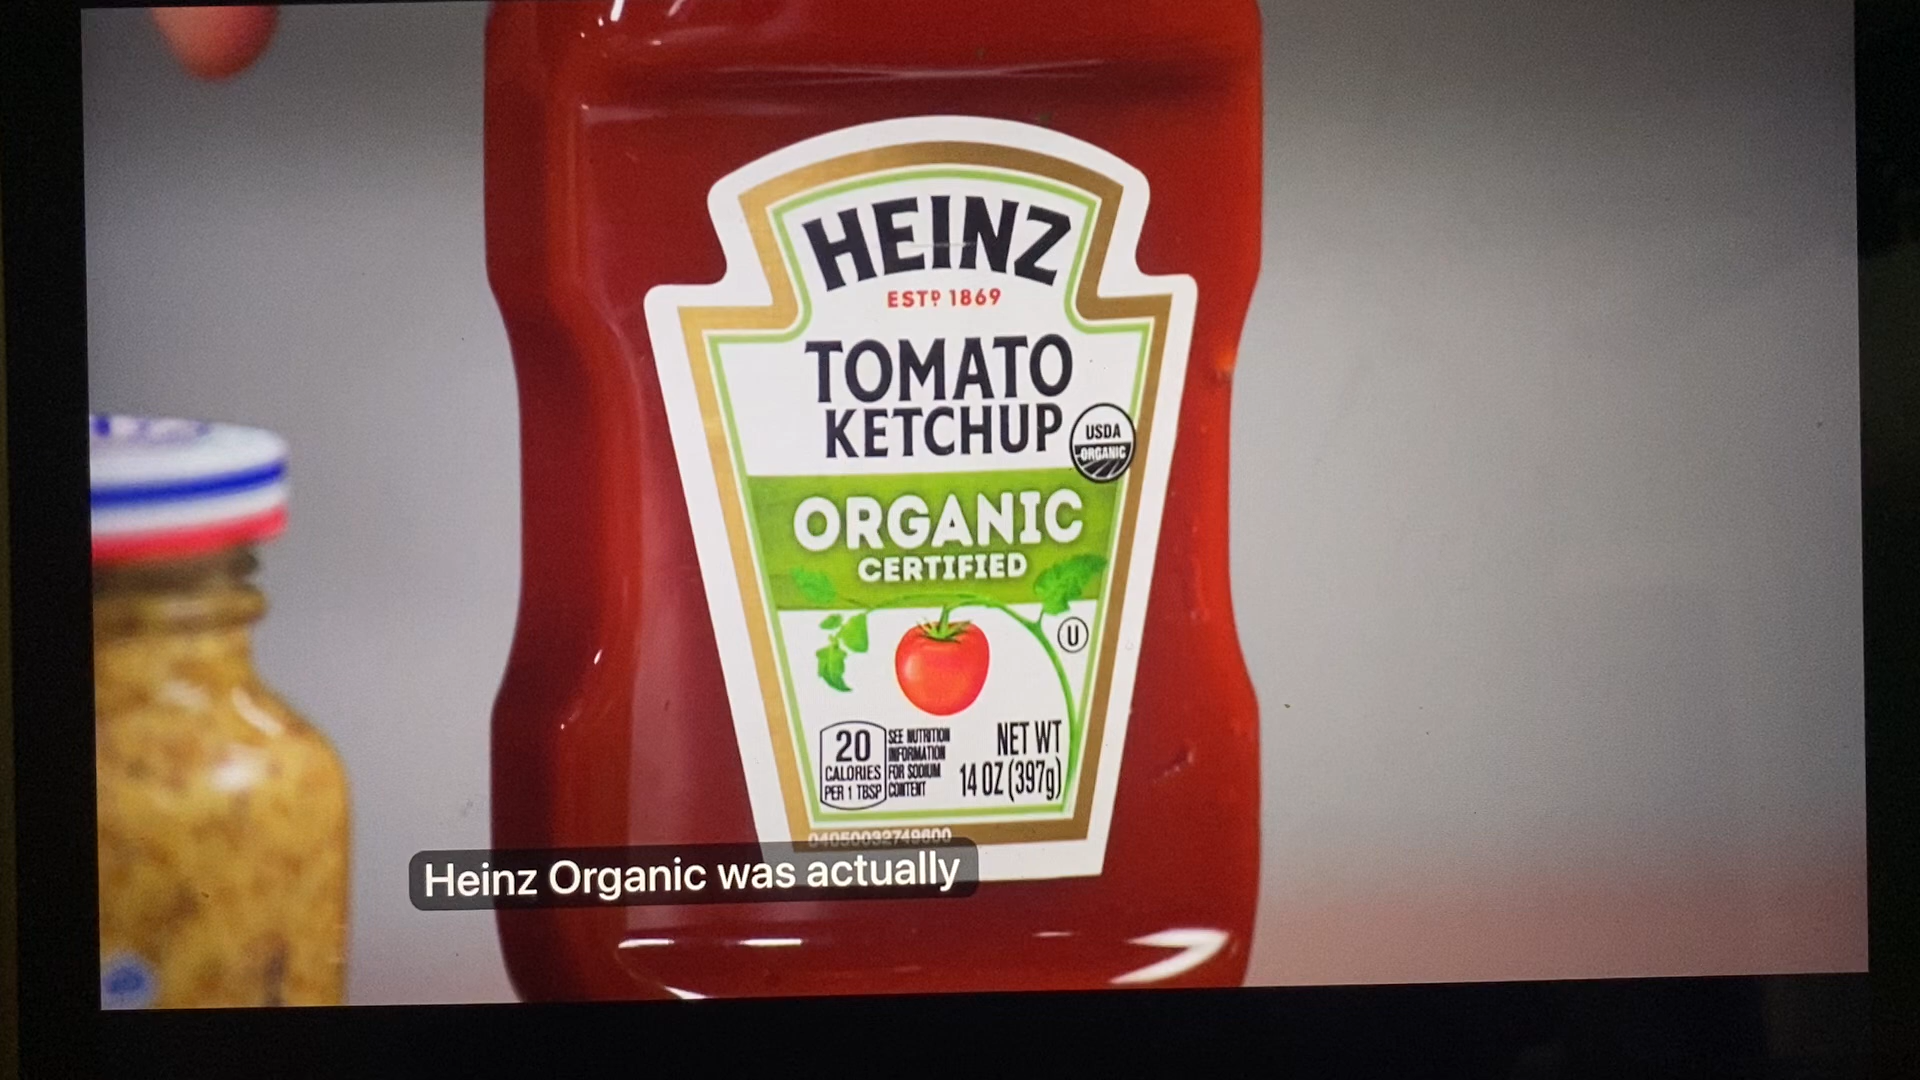 HEINZ
ESTD 1869
TOMATO
KETCHUP
USDA
ORGANIC
ORGANIC
CERTIFIED
U
20
CALORIES
PER 1 TBSP
SEE NUTRITION
INFORMATION
FOR SODIUM
CONTENT
NET WT
14 OZ (397g)
Heinz Organic was actually